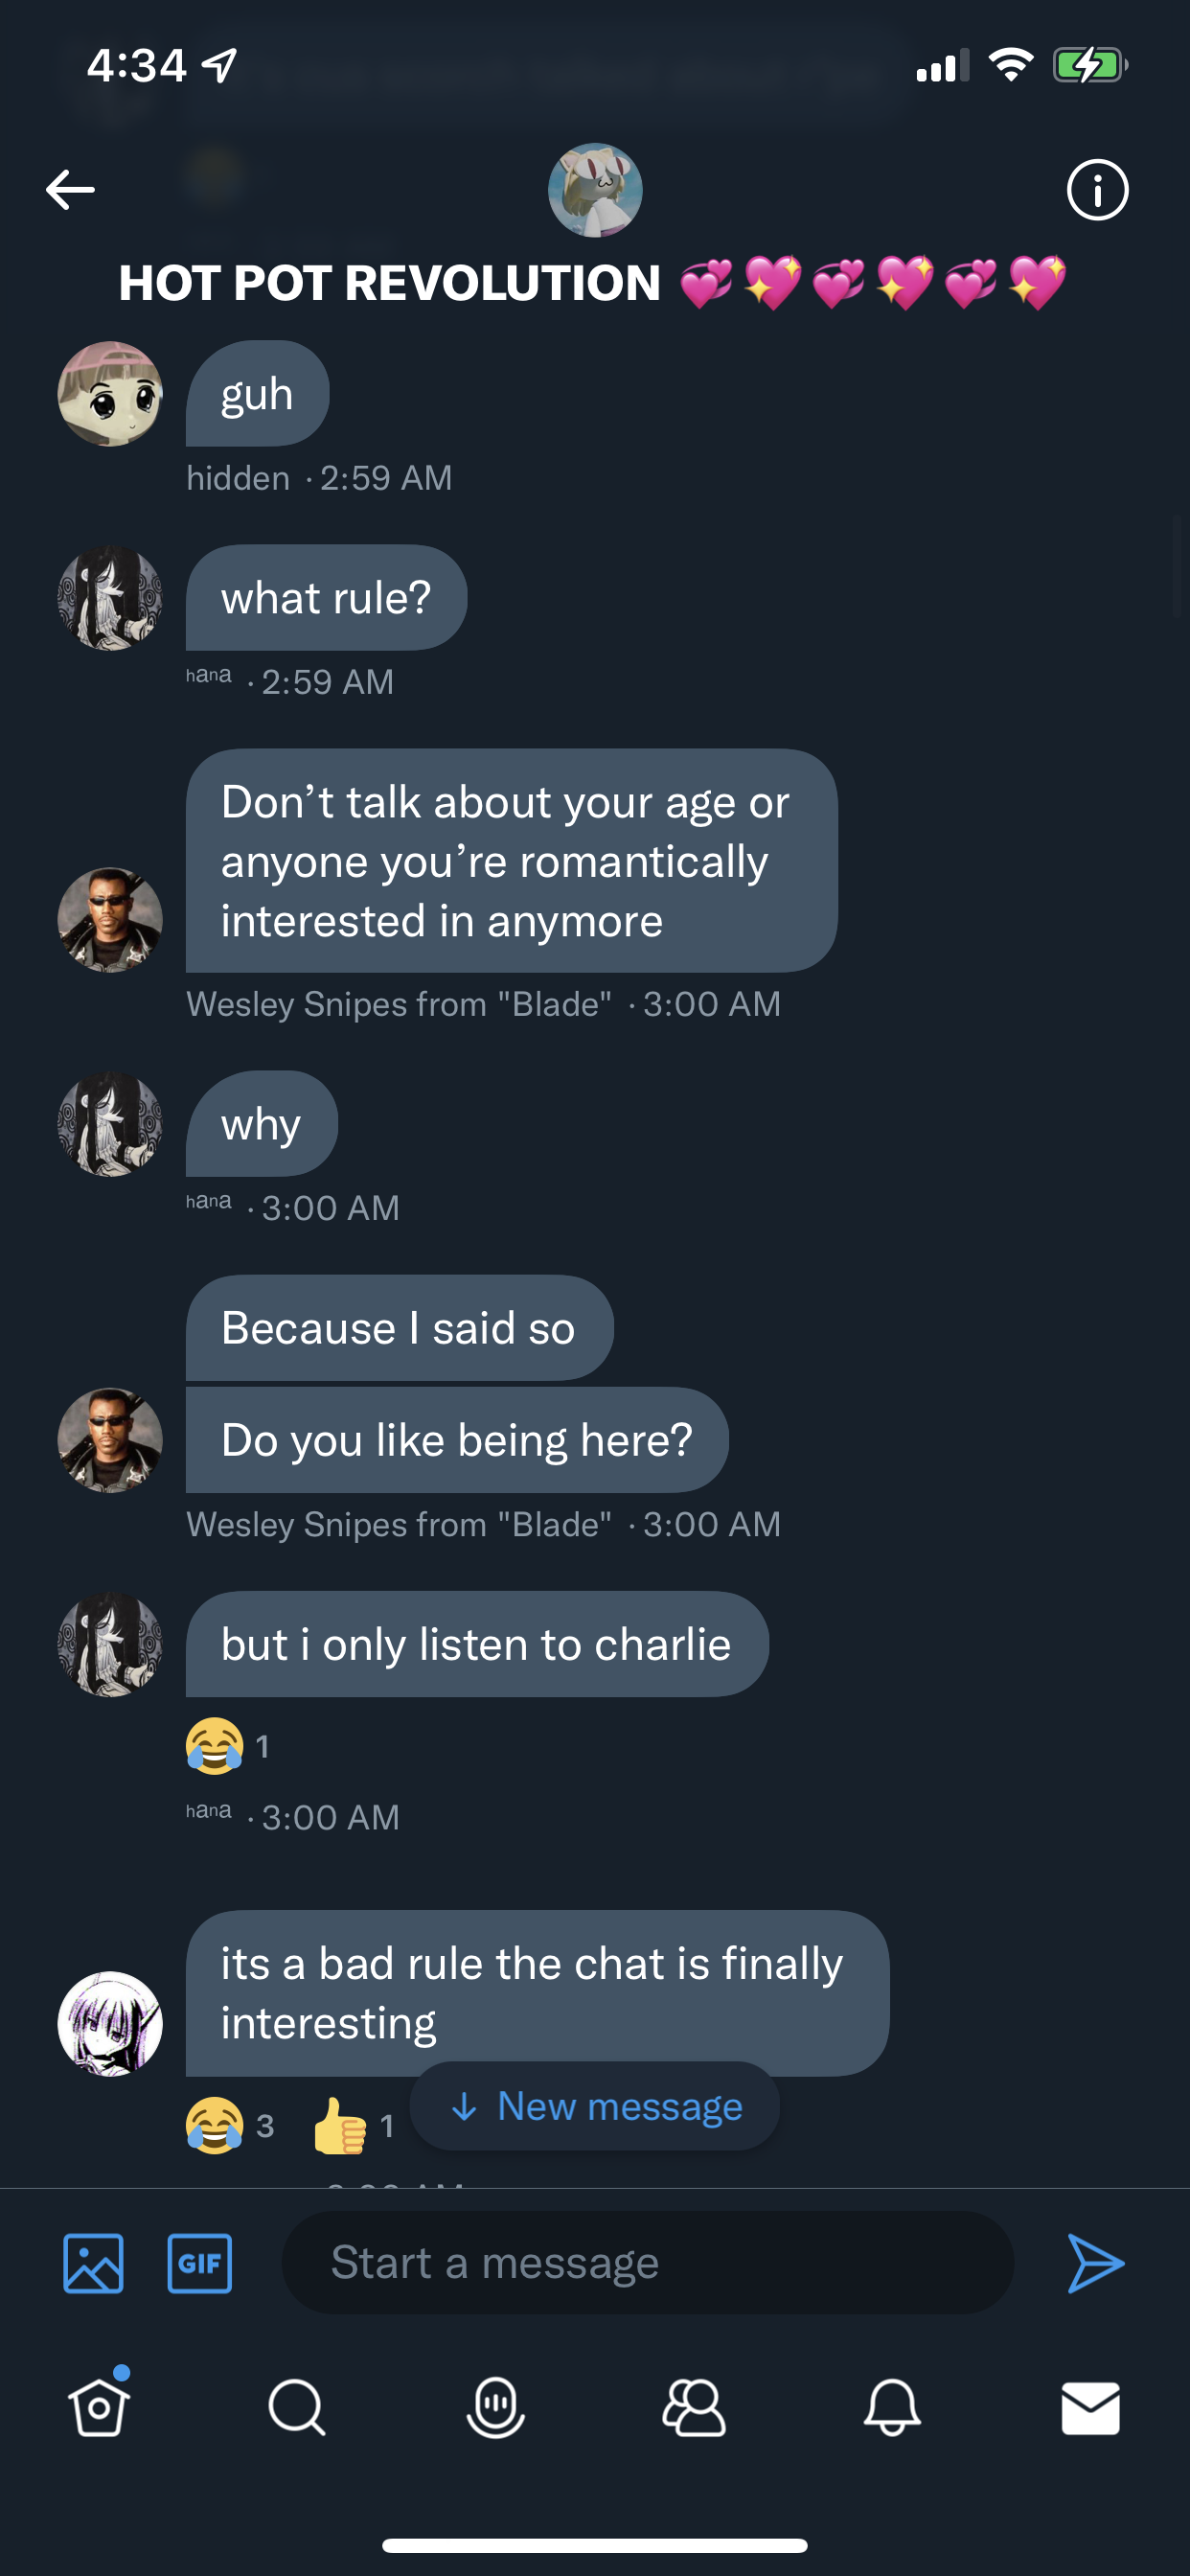 4:34
HOT POT REVOLUTION 💞💖💞💖💞💖
guh
hidden · 2:59 AM
what rule?
ʰᵃⁿᵃ · 2:59 AM
Don’t talk about your age or
anyone you’re romantically
interested in anymore
Wesley Snipes from "Blade" · 3:00 AM
why
ʰᵃⁿᵃ · 3:00 AM
Because I said so
Do you like being here?
Wesley Snipes from "Blade" · 3:00 AM
but i only listen to charlie
😂 1
ʰᵃⁿᵃ · 3:00 AM
its a bad rule the chat is finally
interesting
😂 3 👍 1
↓ New message
GIF
Start a message